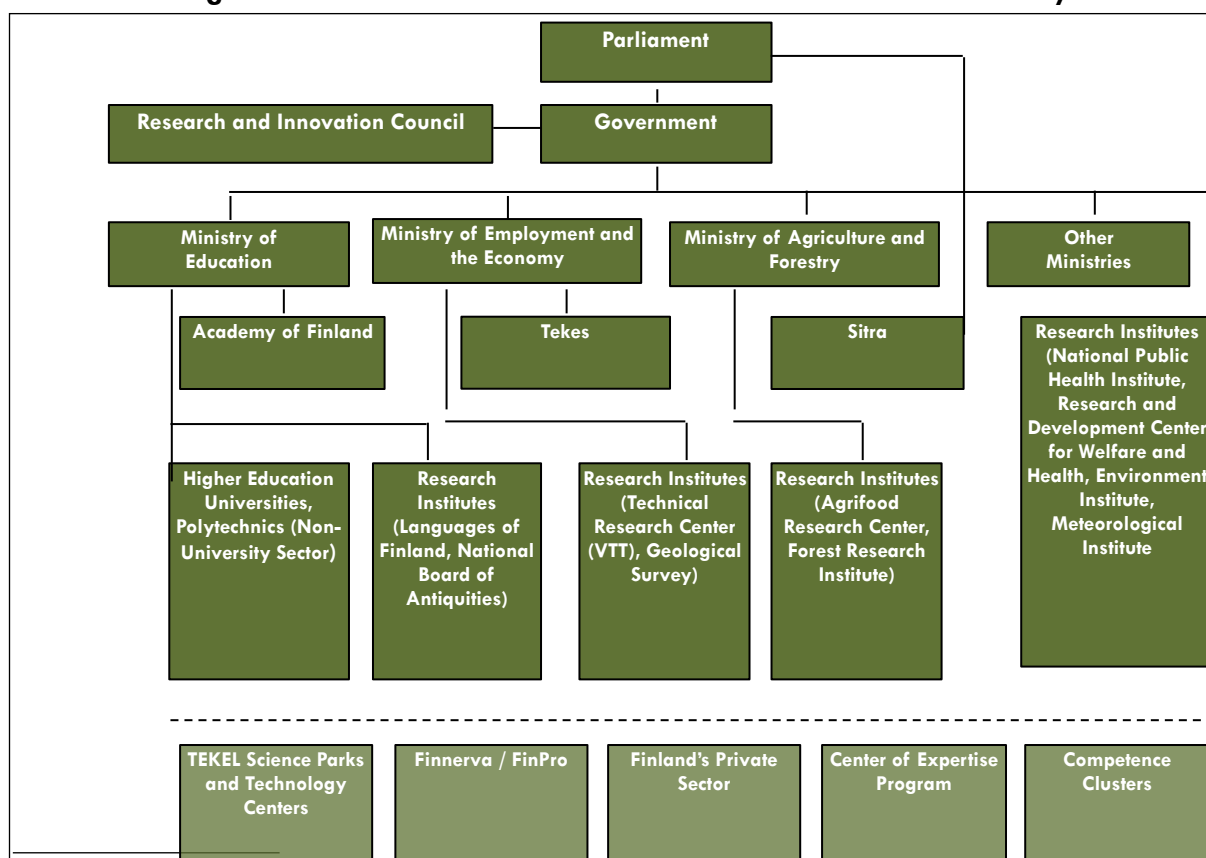 Parliament
Research and Innovation Council
Government
Ministry of
Education
Ministry of Employment and
the Economy
Ministry of Agriculture and
Forestry
Other
Ministries
Academy of Finland
Tekes
Sitra
Research Institutes
(National Public
Health Institute,
Research and
Development Center
for Welfare and
Health, Environment
Institute,
Meteorological
Institute
Higher Education
Universities,
Polytechnics (Non-
University Sector)
Research
Institutes
(Languages of
Finland, National
Board of
Antiquities)
Research Institutes
(Technical
Research Center
(VTT), Geological
Survey)
Research Institutes
(Agrifood
Research Center,
Forest Research
Institute)
TEKEL Science Parks
and Technology
Centers
Finnerva / FinPro
Finland's Private
Sector
Center of Expertise
Program
Competence
Clusters